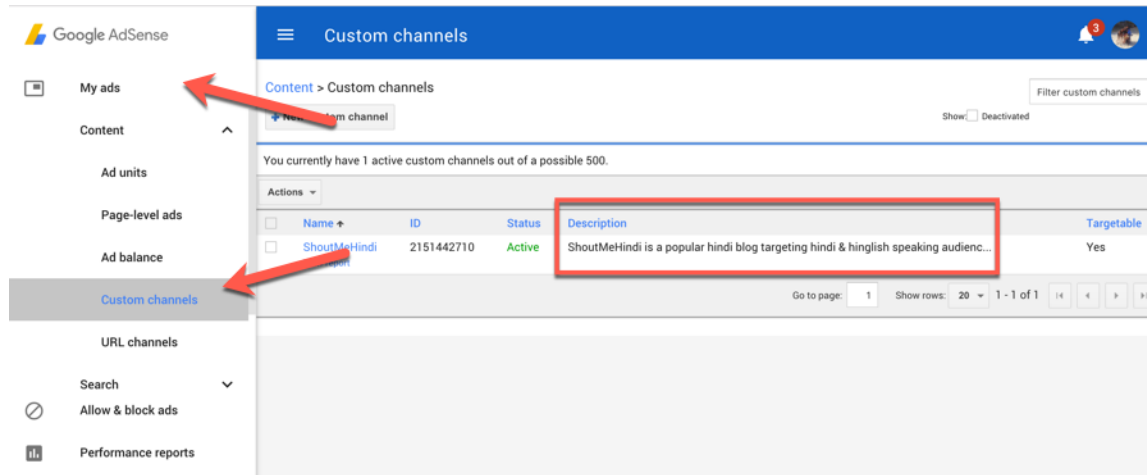 Google AdSense
Custom channels
3
My ads
Content > Custom channels
Filter custom channels
custom channel
Show: Deactivated
Content
You currently have 1 active custom channels out of a possible 500.
Ad units
Actions
Page-level ads
Name ID Status Description Targetable
ShoutMeHindi 2151442710 Active ShoutMeHindi is a popular hindi blog targeting hindi & hinglish speaking audienc... Yes
Ad balance
Custom channels
Go to page: 1 Show rows: 20 1 - 1 of 1
URL channels
Search
Allow & block ads
Performance reports